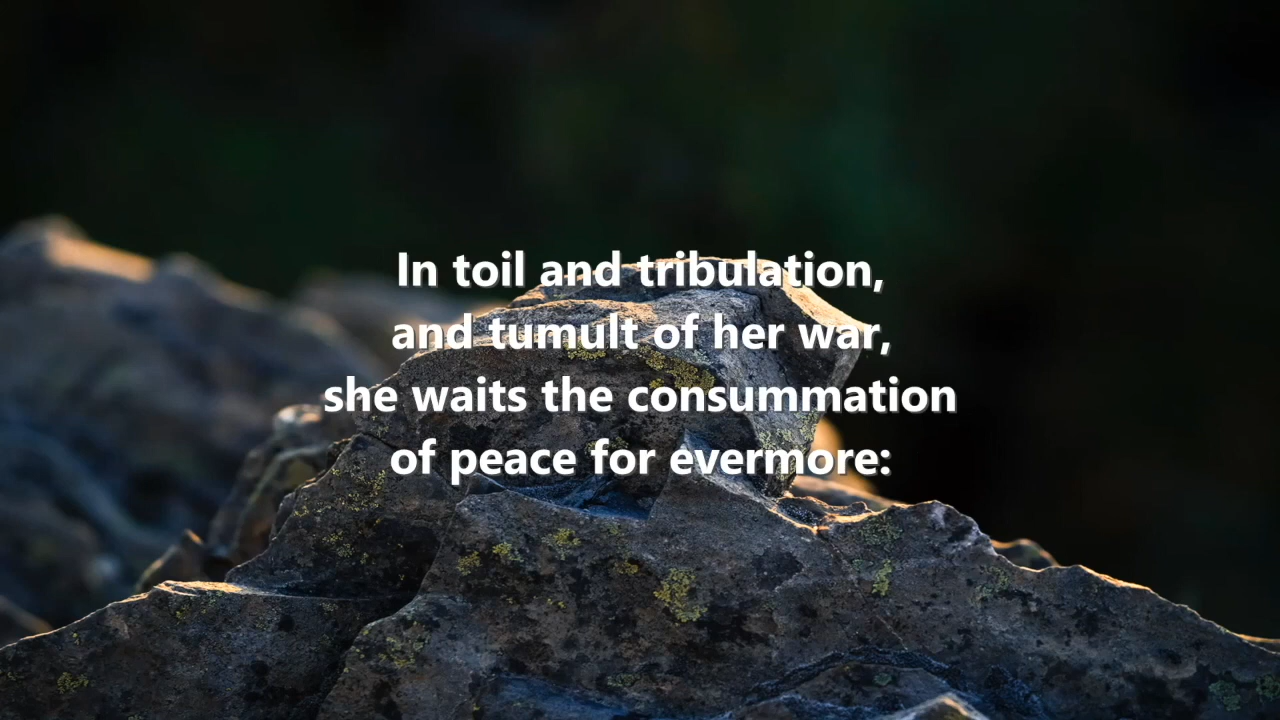 In toil and tribulation,
and tumult of her war,
she waits the consummation
of peace for evermore: